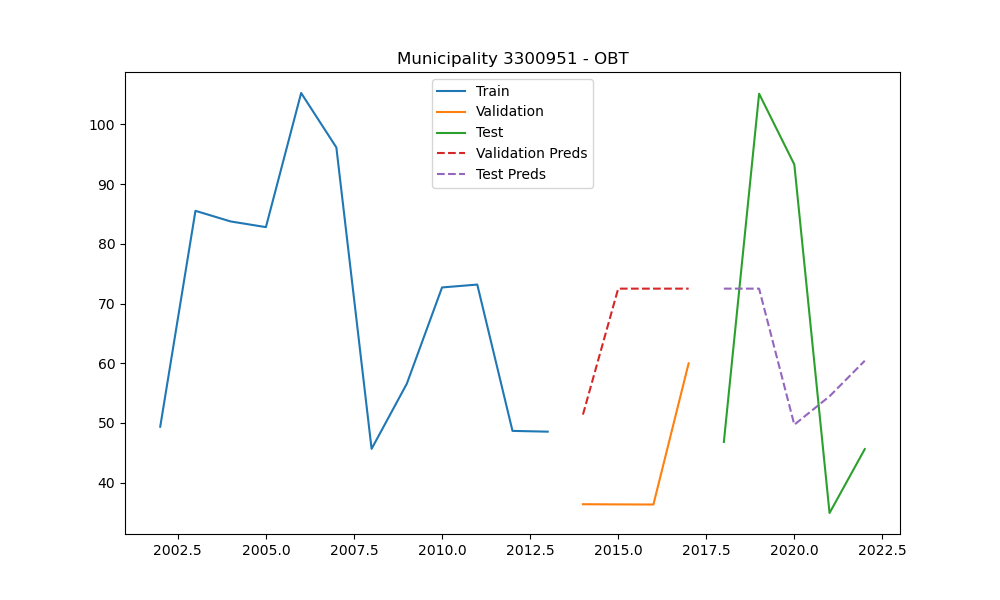 Municipality 3300951 - OBT
Train
Validation
Test
Validation Preds
Test Preds
100
90
80
70
60
50
40
2002.5 2005.0 2007.5 2010.0 2012.5 2015.0 2017.5 2020.0 2022.5